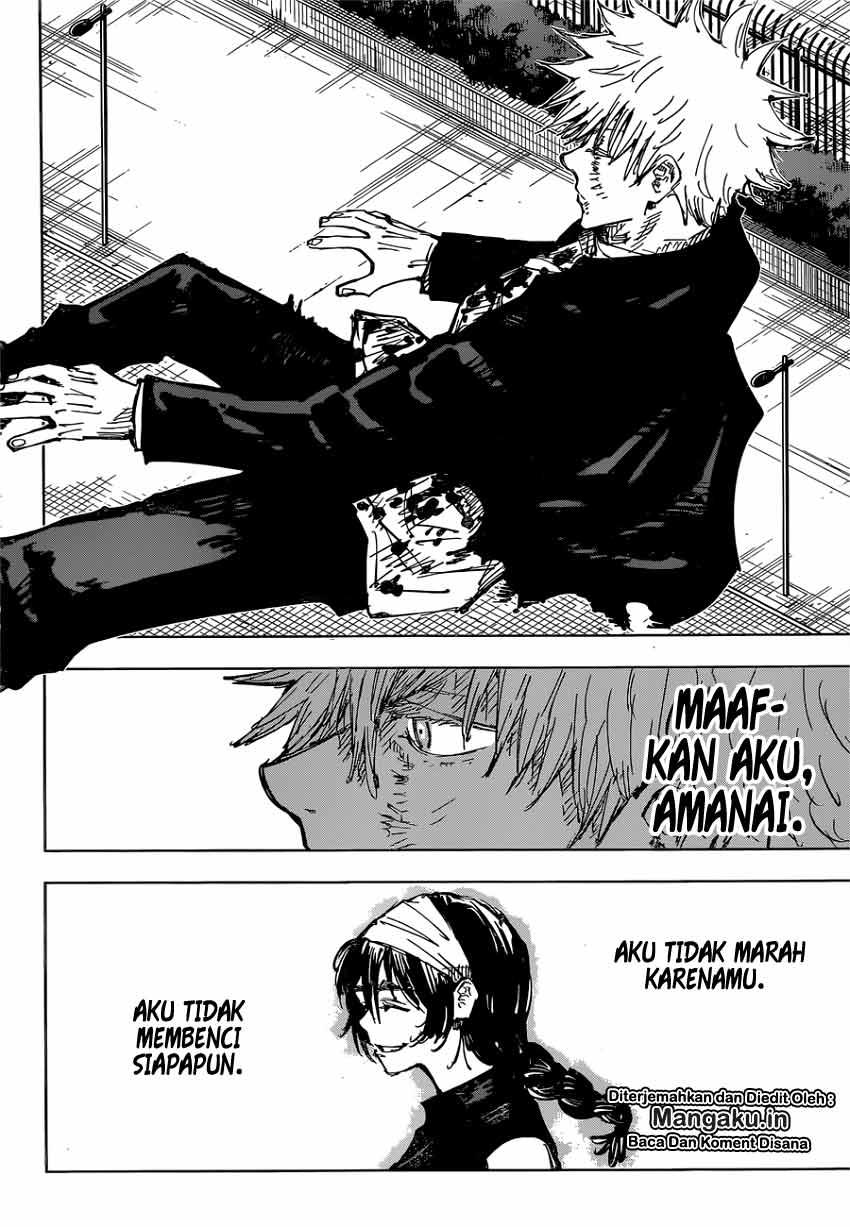 MAAF-
KAN AKU,
AMANAI.
AKU TIDAK MARAH
KARENAMU.
AKU TIDAK
MEMBENCI
SIAPAPUN.
Diterjemahkan dan Diedit Oleh :
Mangaku.in
Baca Dan Koment Disana